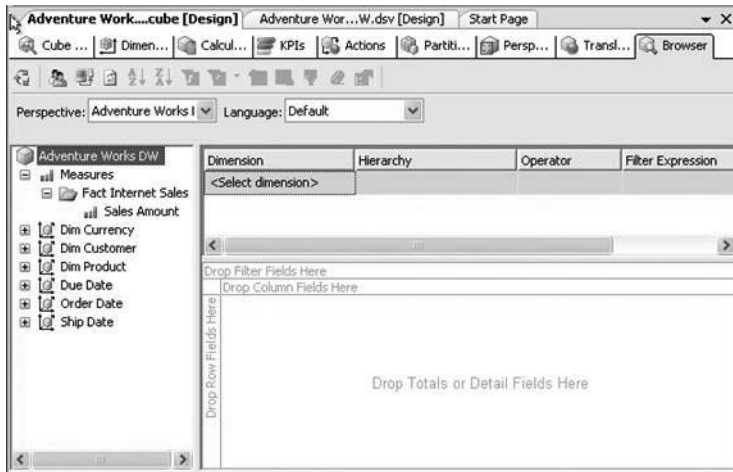 Adventure Work....cube [Design] Adventure Wor...W.dsv [Design] Start Page
Cube ... Dimen... Calcul... KPIs Actions Partiti... Persp... Transl... Browser
Perspective: Adventure Works I Language: Default
Adventure Works DW
Measures
Fact Internet Sales
Sales Amount
Dim Currency
Dim Customer
Dim Product
Due Date
Order Date
Ship Date
Dimension Hierarchy Operator Filter Expression
<Select dimension>
Drop Filter Fields Here
Drop Column Fields Here
Drop Row Fields Here
Drop Totals or Detail Fields Here